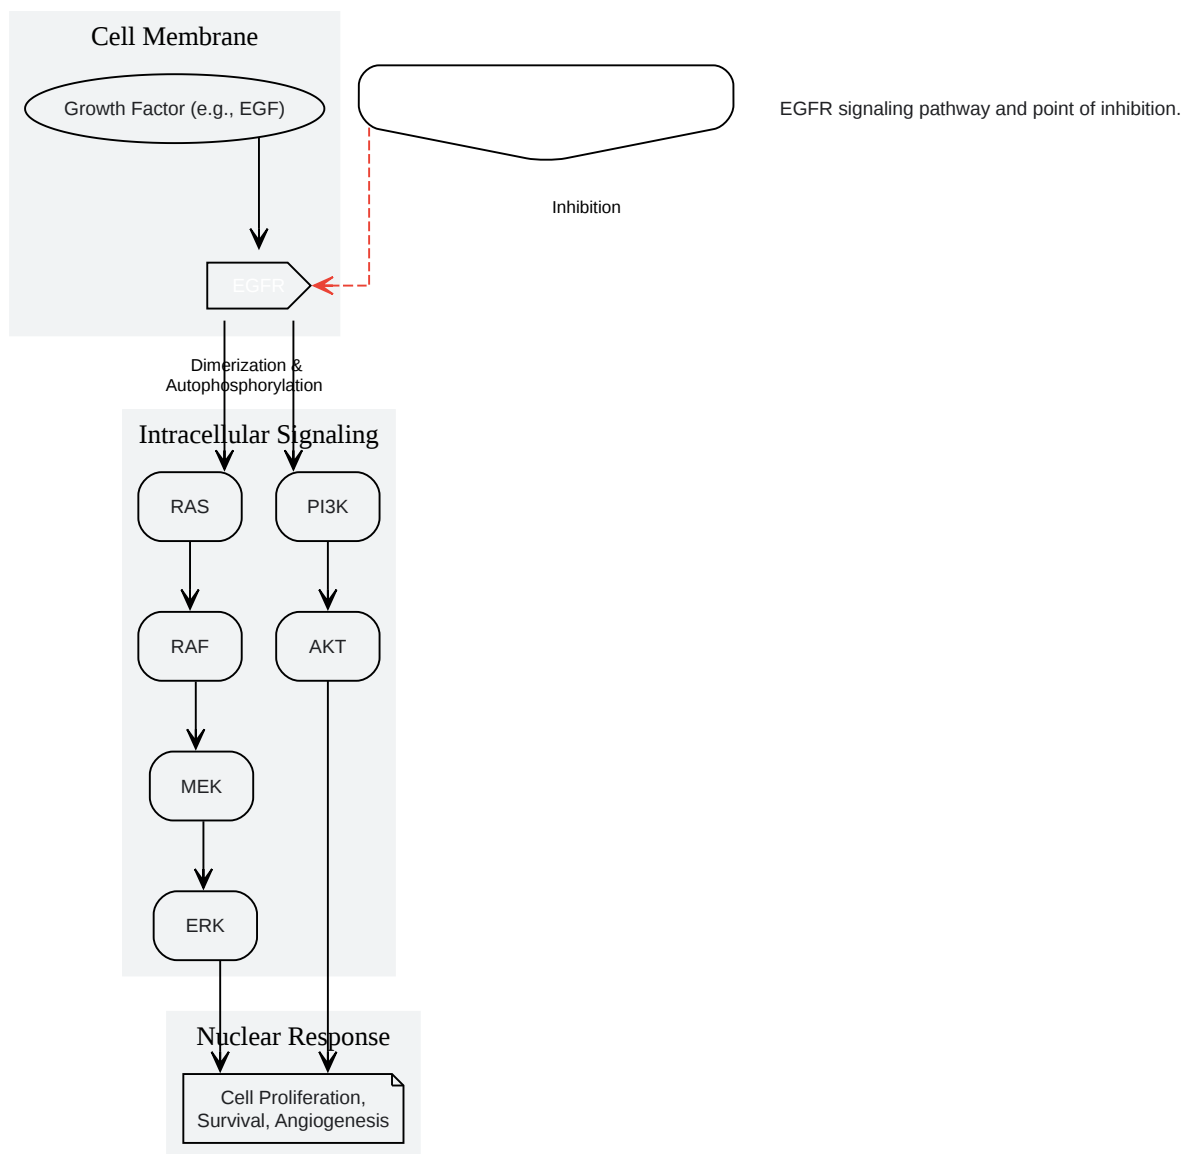 Cell Membrane
Growth Factor (e.g., EGF)
EGFR signaling pathway and point of inhibition.
Inhibition
EGFR
Dimerization &
Autophosphorylation
Intracellular Signaling
RAS
PI3K
RAF
AKT
MEK
ERK
Nuclear Response
Cell Proliferation,
Survival, Angiogenesis